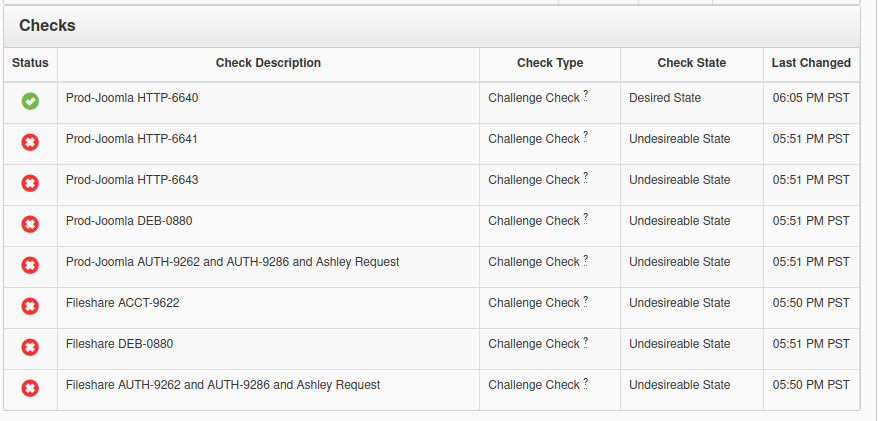 Checks
Status Check Description Check Type Check State Last Changed
Prod-Joomla HTTP-6640 Challenge Check ? Desired State 06:05 PM PST
Prod-Joomla HTTP-6641 Challenge Check ? Undesireable State 05:51 PM PST
Prod-Joomla HTTP-6643 Challenge Check ? Undesireable State 05:51 PM PST
Prod-Joomla DEB-0880 Challenge Check ? Undesireable State 05:51 PM PST
Prod-Joomla AUTH-9262 and AUTH-9286 and Ashley Request Challenge Check ? Undesireable State 05:51 PM PST
Fileshare ACCT-9622 Challenge Check ? Undesireable State 05:50 PM PST
Fileshare DEB-0880 Challenge Check ? Undesireable State 05:51 PM PST
Fileshare AUTH-9262 and AUTH-9286 and Ashley Request Challenge Check ? Undesireable State 05:50 PM PST